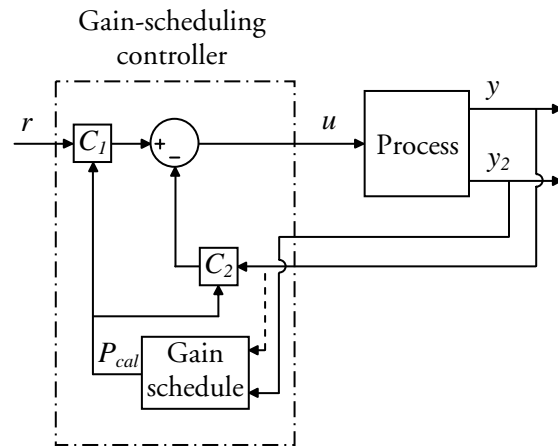 Gain-scheduling
controller
r
C1
+
-
u
Process
y
y2
C2
Pcal
Gain
schedule